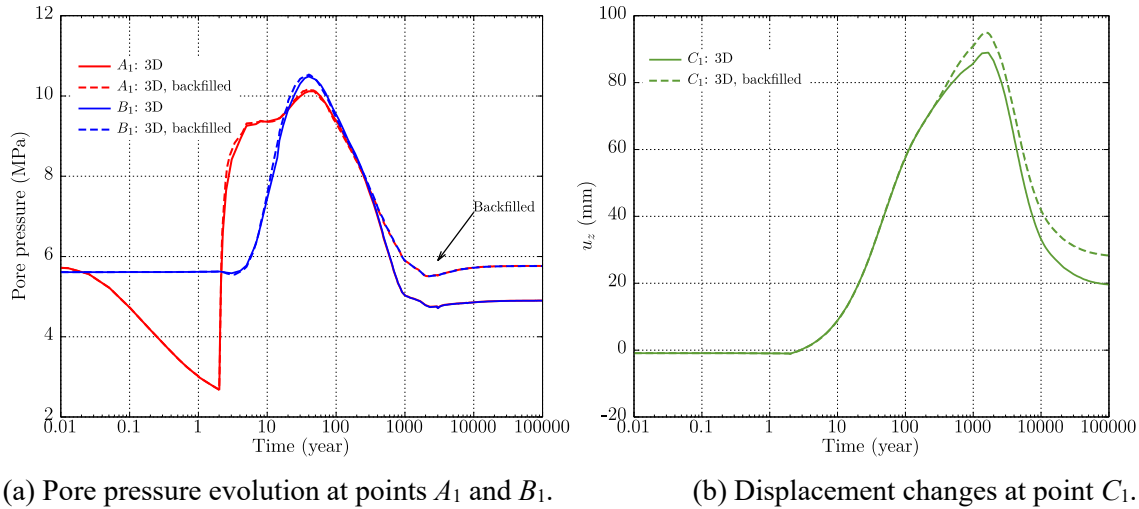 12
10
8
6
4
2
Pore pressure (MPa)
A₁: 3D
A₁: 3D, backfilled
B₁: 3D
B₁: 3D, backfilled
Backfilled
0.01 0.1 1 10 100 1000 10000 100000
Time (year)
(a) Pore pressure evolution at points A₁ and B₁.
100
80
60
40
20
0
−20
u_z (mm)
C₁: 3D
C₁: 3D, backfilled
0.01 0.1 1 10 100 1000 10000 100000
Time (year)
(b) Displacement changes at point C₁.